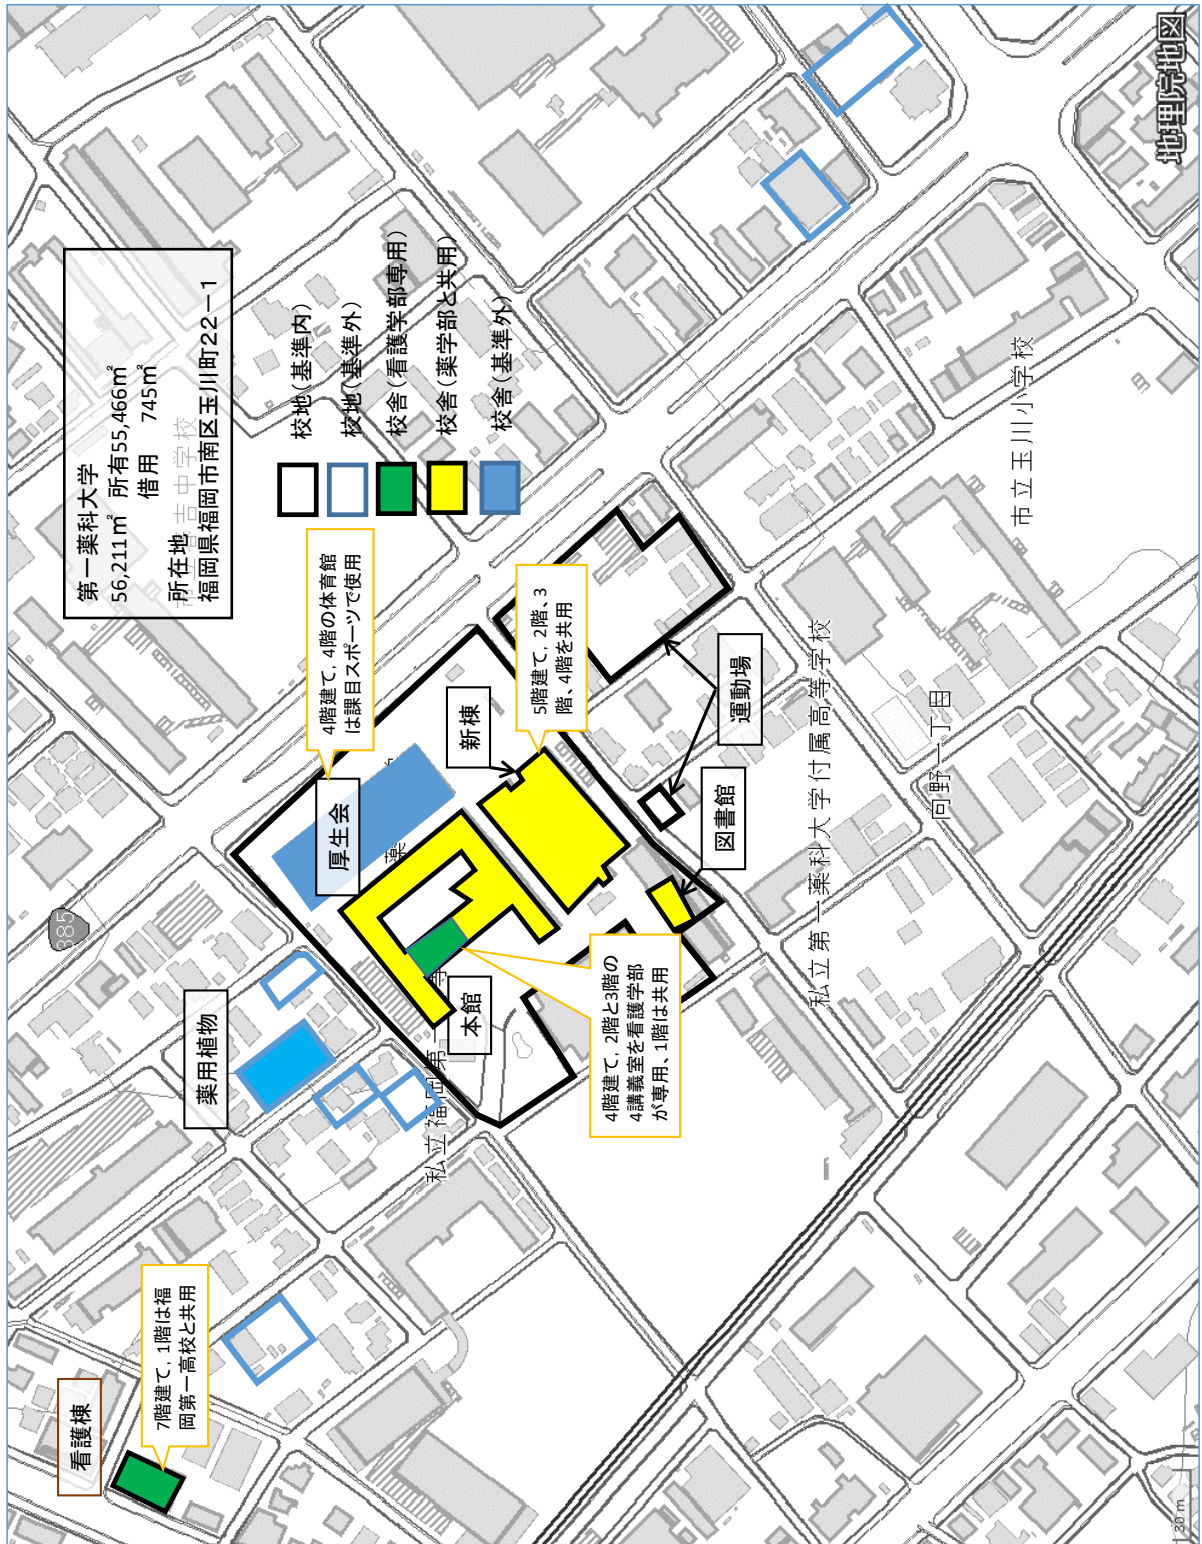 第一薬科大学
56,211㎡ 所有55,466㎡
借用 745㎡
所在地
福岡県福岡市南区玉川町22－1
校地（基準内）
校地（基準外）
校舎（看護学部専用）
校舎（薬学部と共用）
校舎（基準外）
看護棟
7階建て，1階は福
岡第一高校と共用
薬用植物
385
厚生会
4階建て，4階の体育館
は課目スポーツで使用
本館
4階建て，2階と3階の
4講義室を看護学部
が専用、1階は共用
新棟
5階建て，2階、3
階、4階を共用
図書館
運動場
私立福岡第一
薬
私立第一薬科大学付属高等学校
向野一丁目
市立玉川小学校
地理院地図
30 m